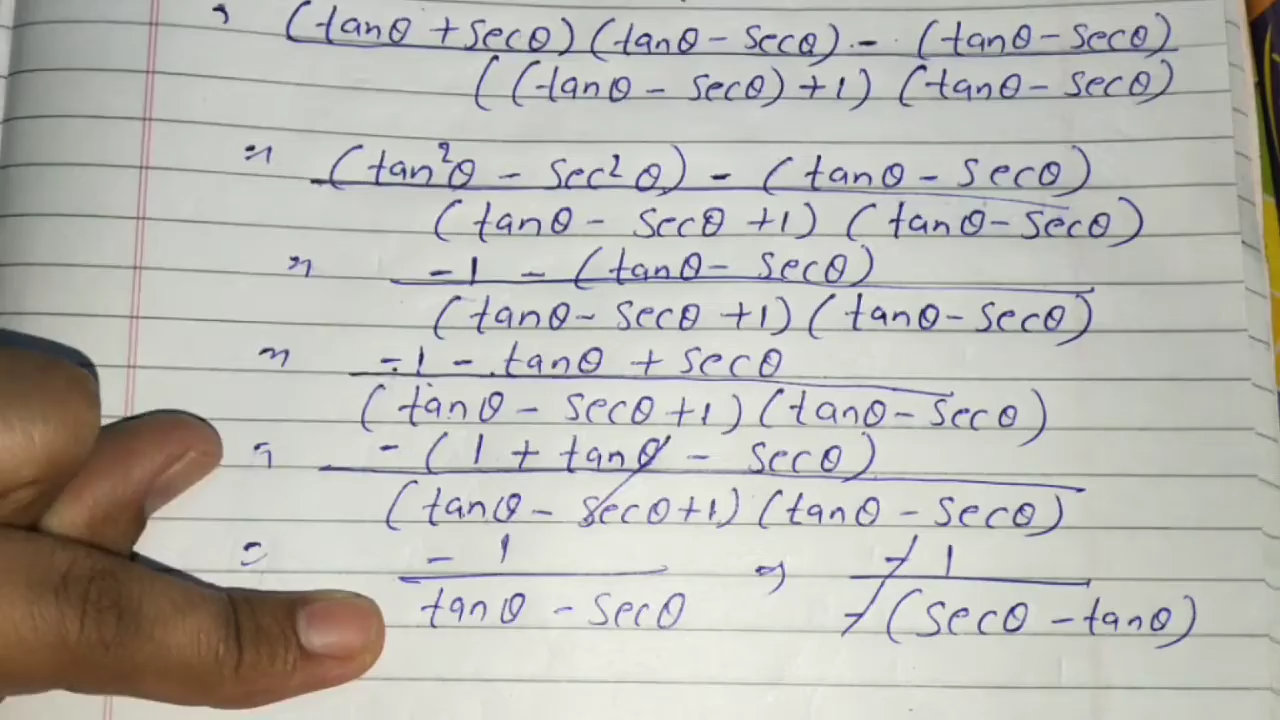 ⇒ (tanθ + secθ)(tanθ - secθ) - (tanθ - secθ)
((tanθ - secθ) + 1) (tanθ - secθ)
⇒ (tan²θ - sec²θ) - (tanθ - secθ)
(tanθ - secθ + 1) (tanθ - secθ)
⇒ -1 - (tanθ - secθ)
(tanθ - secθ + 1) (tanθ - secθ)
⇒ -1 - tanθ + secθ
(tanθ - secθ + 1) (tanθ - secθ)
= -(1 + tanθ - secθ)
(tanθ - secθ + 1) (tanθ - secθ)
= -1 ⇒ -1
tanθ - secθ -(secθ - tanθ)